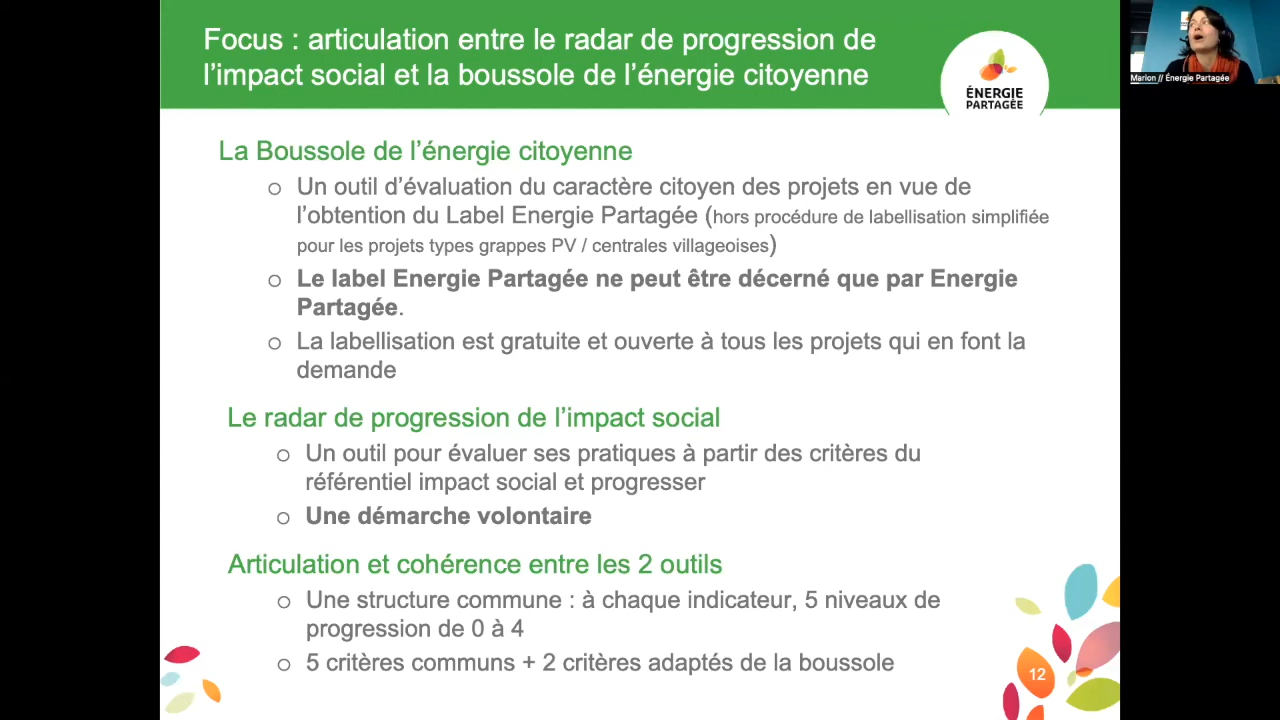 Focus : articulation entre le radar de progression de
l’impact social et la boussole de l’énergie citoyenne
ÉNERGIE
PARTAGÉE
Marion // Énergie Partagée
La Boussole de l’énergie citoyenne
o Un outil d’évaluation du caractère citoyen des projets en vue de
l’obtention du Label Energie Partagée (hors procédure de labellisation simplifiée
pour les projets types grappes PV / centrales villageoises)
o Le label Energie Partagée ne peut être décerné que par Energie
Partagée.
o La labellisation est gratuite et ouverte à tous les projets qui en font la
demande
Le radar de progression de l’impact social
o Un outil pour évaluer ses pratiques à partir des critères du
référentiel impact social et progresser
o Une démarche volontaire
Articulation et cohérence entre les 2 outils
o Une structure commune : à chaque indicateur, 5 niveaux de
progression de 0 à 4
o 5 critères communs + 2 critères adaptés de la boussole
12